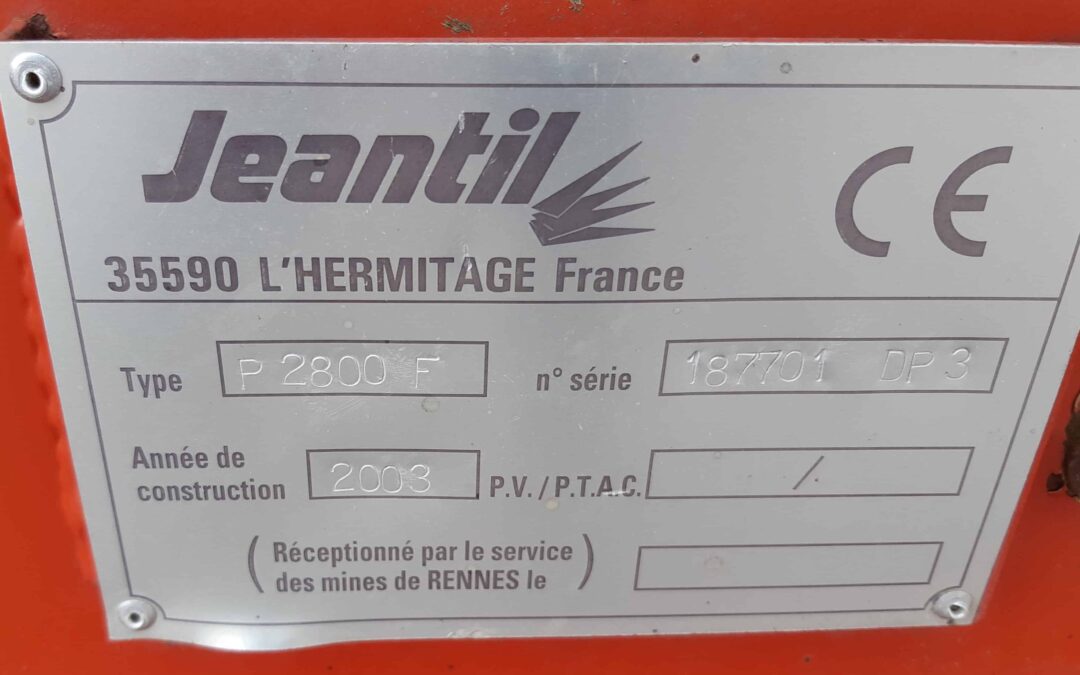 Jeantil
CE
35590 L'HERMITAGE France
Type P 2800 F n° série 187701 DP 3
Année de
construction 2003 P.V. / P.T.A.C. /.
(Réceptionné par le service
des mines de RENNES le)